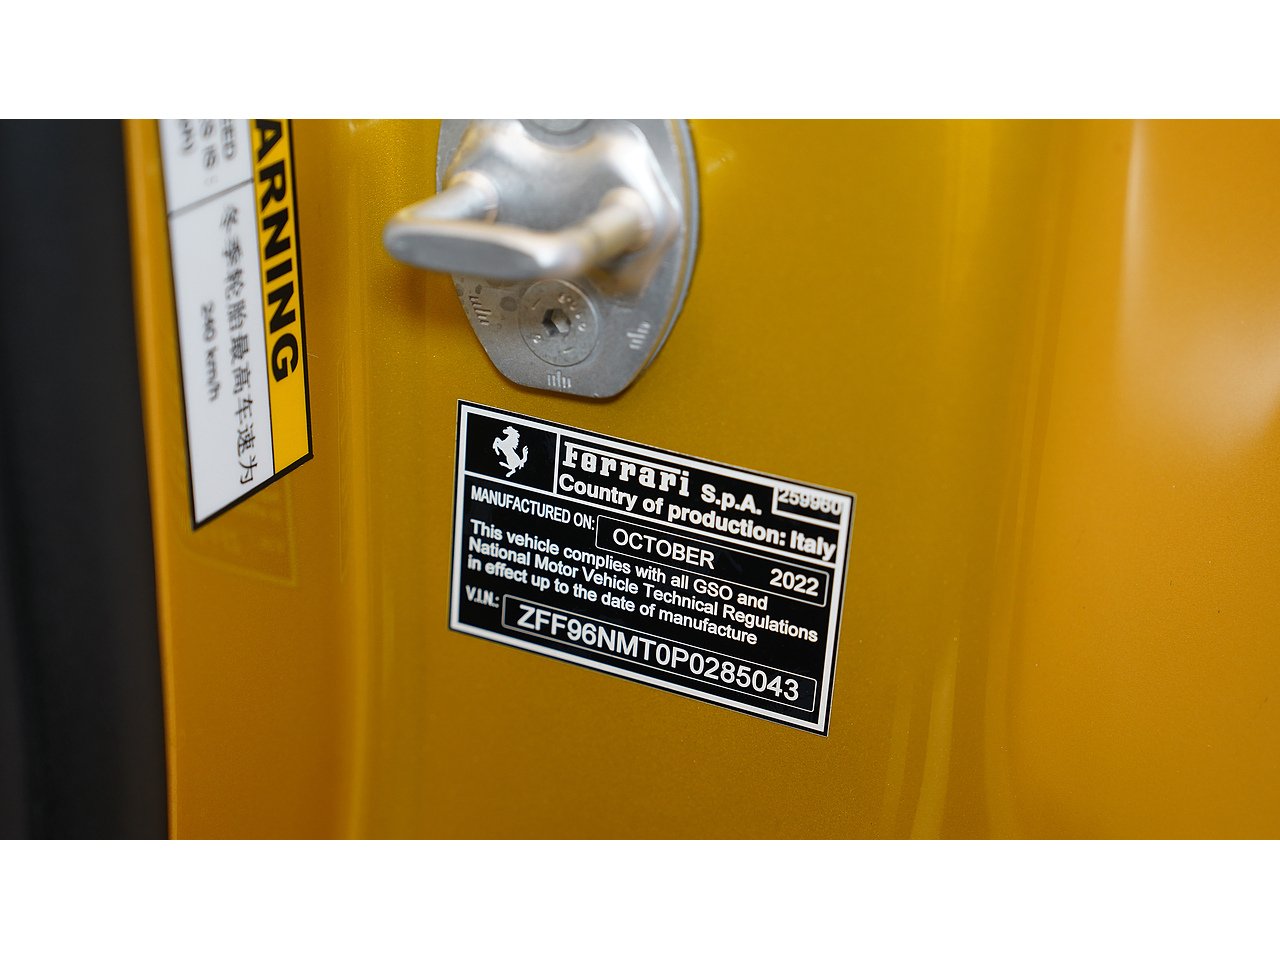 ARNING
冬季轮胎最高车速为
240 km/h
Ferrari S.p.A.
259980
Country of production: Italy
MANUFACTURED ON:
OCTOBER 2022
This vehicle complies with all GSO and
National Motor Vehicle Technical Regulations
in effect up to the date of manufacture
V.I.N.: ZFF96NMT0P0285043